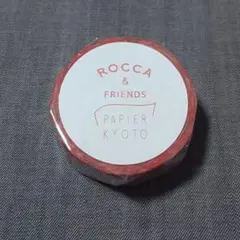 ROCCA
&
FRIENDS
PAPIER
KYOTO